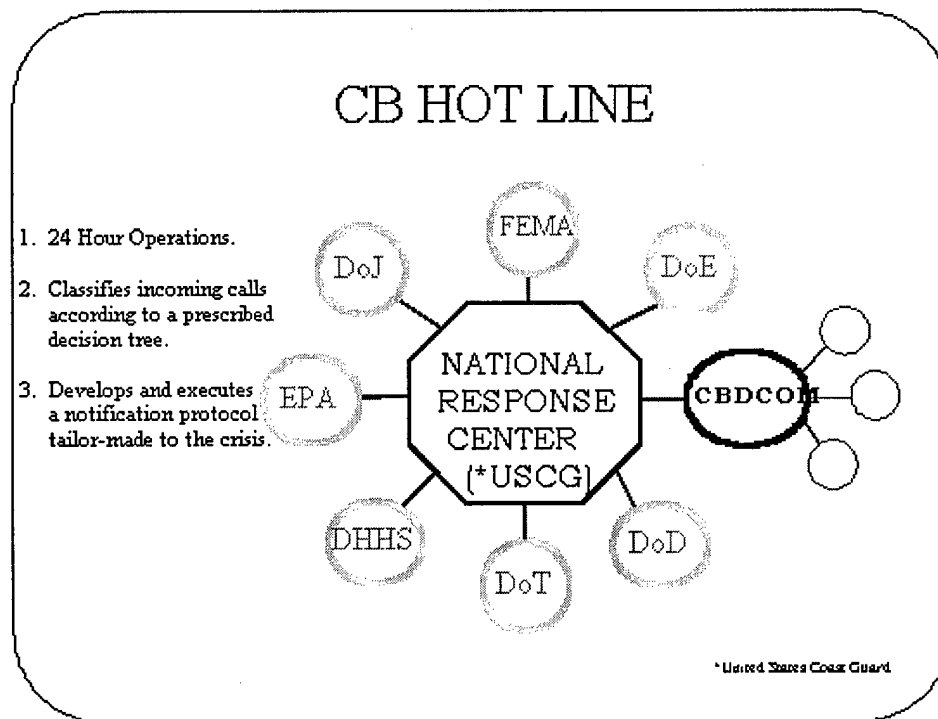 CB HOT LINE
1. 24 Hour Operations.
2. Classifies incoming calls
according to a prescribed
decision tree.
3. Develops and executes
a notification protocol
tailor-made to the crisis.
FEMA
DoJ
DoE
EPA
NATIONAL
RESPONSE
CENTER
(*USCG)
CBDCOM
DHHS
DoT
DoD
*United States Coast Guard